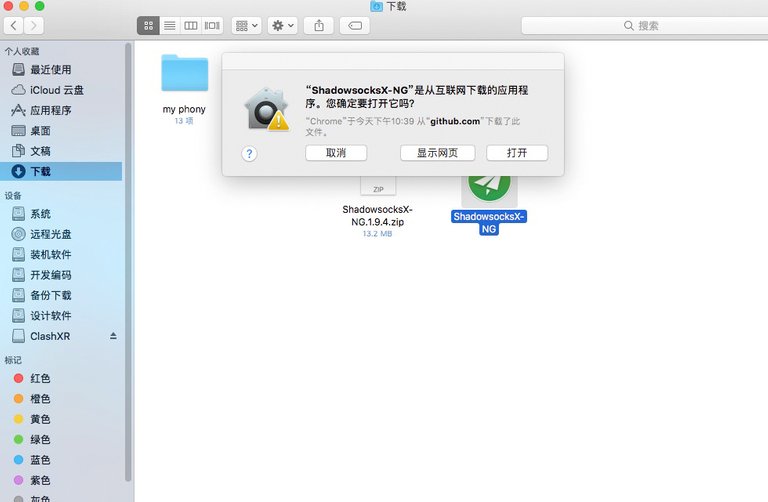 下载
搜索
个人收藏
最近使用
iCloud 云盘
应用程序
桌面
文稿
下载
设备
系统
远程光盘
装机软件
开发编码
备份下载
设计软件
ClashXR
标记
红色
橙色
黄色
绿色
蓝色
紫色
灰色
my phony
13 项
“ShadowsocksX-NG”是从互联网下载的应用程
序。您确定要打开它吗?
“Chrome”于今天下午10:39 从“github.com”下载了此
文件。
?
取消
显示网页
打开
ZIP
ShadowsocksX-
NG.1.9.4.zip
13.2 MB
ShadowsocksX-
NG